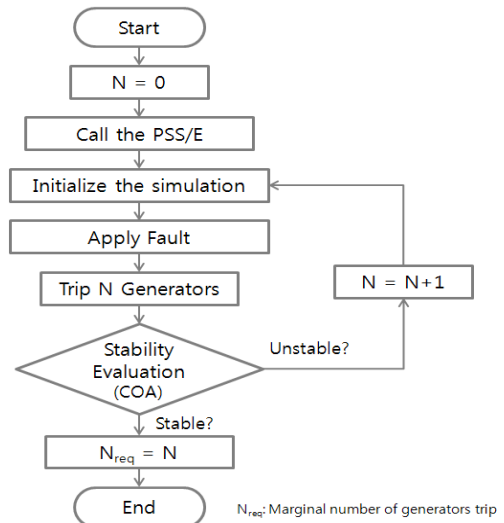 Start
N = 0
Call the PSS/E
Initialize the simulation
Apply Fault
Trip N Generators
N = N+1
Stability
Evaluation
(COA)
Unstable?
Stable?
Nreq = N
End
Nreq: Marginal number of generators trip